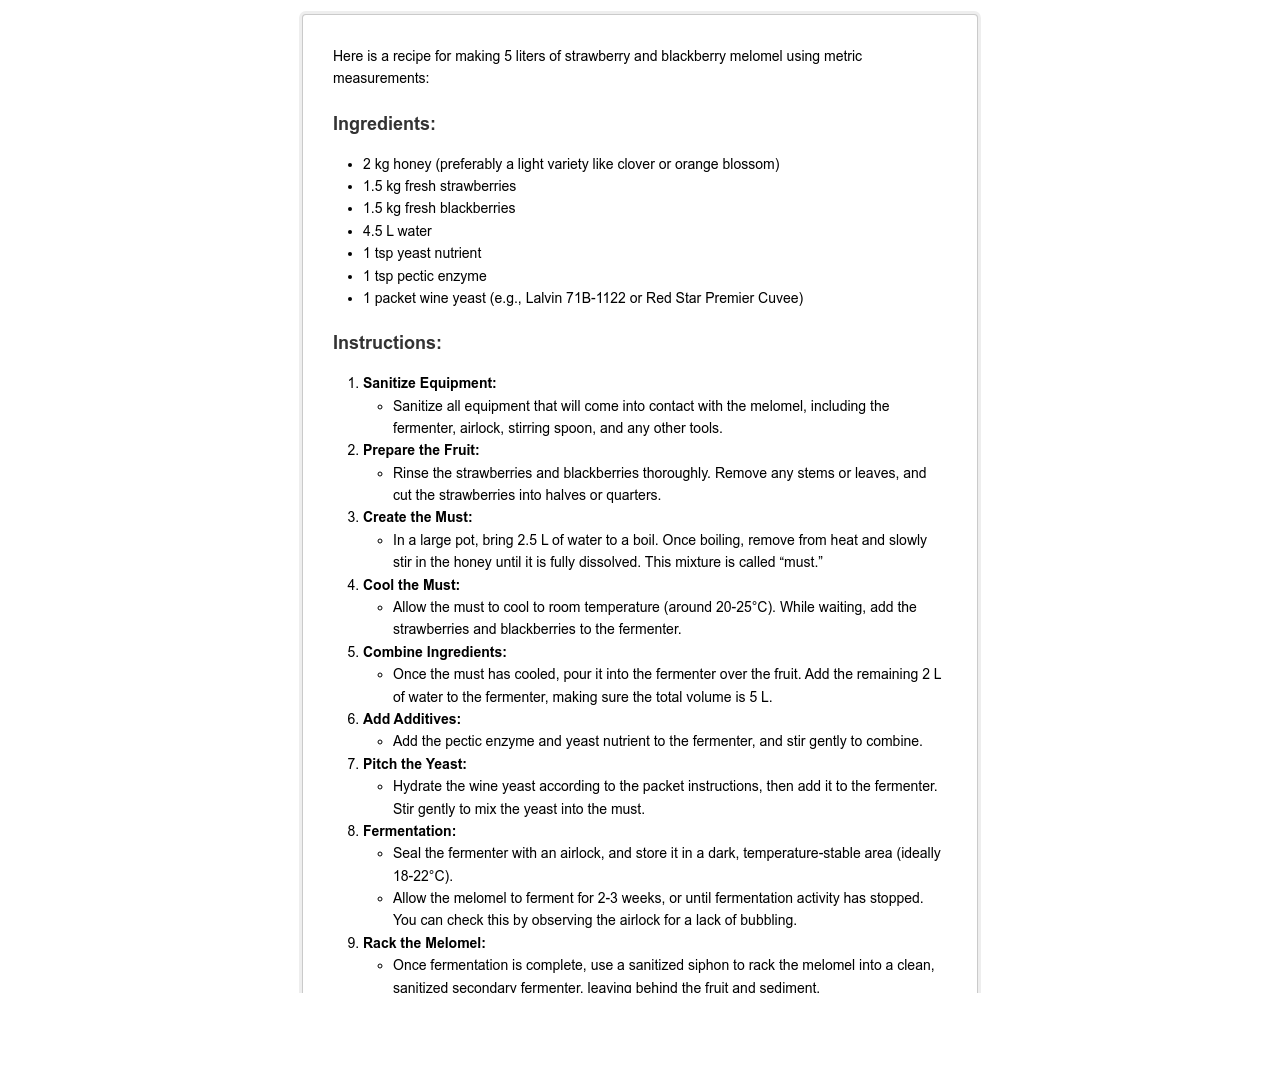 Here is a recipe for making 5 liters of strawberry and blackberry melomel using metric
measurements:
Ingredients:
• 2 kg honey (preferably a light variety like clover or orange blossom)
• 1.5 kg fresh strawberries
• 1.5 kg fresh blackberries
• 4.5 L water
• 1 tsp yeast nutrient
• 1 tsp pectic enzyme
• 1 packet wine yeast (e.g., Lalvin 71B-1122 or Red Star Premier Cuvee)
Instructions:
1. Sanitize Equipment:
◦ Sanitize all equipment that will come into contact with the melomel, including the
fermenter, airlock, stirring spoon, and any other tools.
2. Prepare the Fruit:
◦ Rinse the strawberries and blackberries thoroughly. Remove any stems or leaves, and
cut the strawberries into halves or quarters.
3. Create the Must:
◦ In a large pot, bring 2.5 L of water to a boil. Once boiling, remove from heat and slowly
stir in the honey until it is fully dissolved. This mixture is called “must.”
4. Cool the Must:
◦ Allow the must to cool to room temperature (around 20-25°C). While waiting, add the
strawberries and blackberries to the fermenter.
5. Combine Ingredients:
◦ Once the must has cooled, pour it into the fermenter over the fruit. Add the remaining 2 L
of water to the fermenter, making sure the total volume is 5 L.
6. Add Additives:
◦ Add the pectic enzyme and yeast nutrient to the fermenter, and stir gently to combine.
7. Pitch the Yeast:
◦ Hydrate the wine yeast according to the packet instructions, then add it to the fermenter.
Stir gently to mix the yeast into the must.
8. Fermentation:
◦ Seal the fermenter with an airlock, and store it in a dark, temperature-stable area (ideally
18-22°C).
◦ Allow the melomel to ferment for 2-3 weeks, or until fermentation activity has stopped.
You can check this by observing the airlock for a lack of bubbling.
9. Rack the Melomel:
◦ Once fermentation is complete, use a sanitized siphon to rack the melomel into a clean,
sanitized secondary fermenter, leaving behind the fruit and sediment.